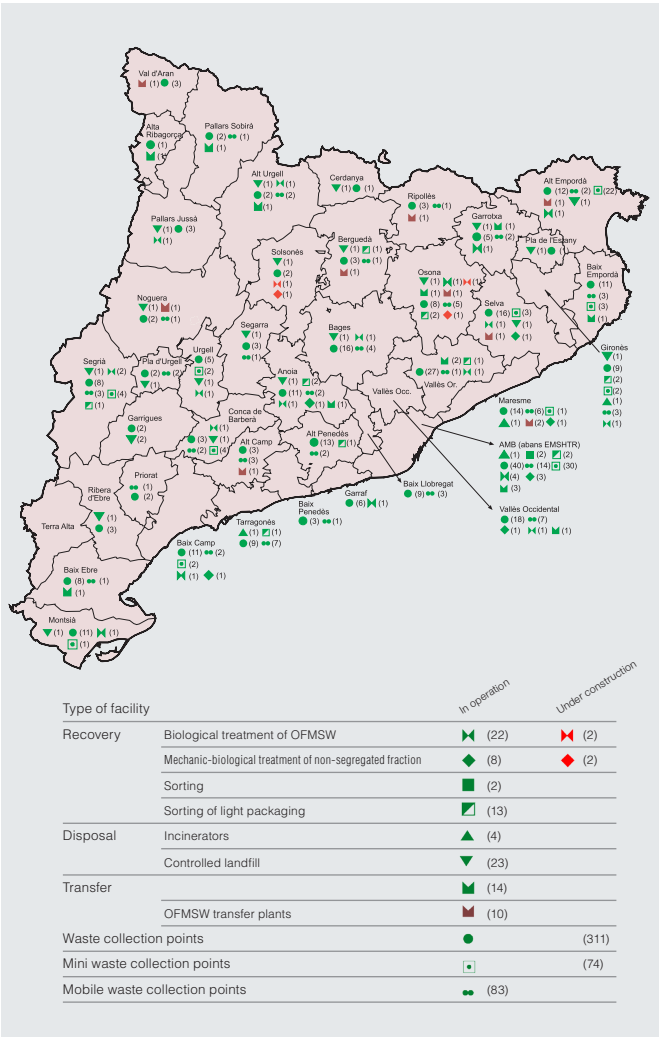 Val d'Aran
(1) (3)
Alta
Ribagorça
(1)
(1)
Pallars Sobirà
(2) (1)
(1)
Alt Urgell
(1) (1)
(2) (2)
(1)
Cerdanya
(1) (1)
Ripollès
(3) (1)
(1)
Alt Empordà
(12) (2) (22)
(1) (1)
(1)
Garrotxa
(1) (1)
(5) (2)
(1)
Pla de l'Estany
(1) (1)
Pallars Jussà
(1) (3)
(1)
Solsonès
(1)
(2)
(1)
(1)
Berguedà
(1) (1)
(3) (1)
(1)
Osona
(1) (1) (1)
(1) (1)
(8) (5)
(2) (1)
Baix
Empordà
(11)
(3)
(3)
(1)
Selva
(16) (3)
(1) (1)
(1) (1)
Noguera
(1) (1)
(2) (1)
Segarra
(1)
(3)
(1)
Bages
(1) (1)
(16) (4)
Gironès
(1)
(9)
(2)
(2)
(1)
(3)
(1)
Segrià
(1) (2)
(8)
(3) (4)
(1)
Pla d'Urgell
(2) (2)
(1)
Urgell
(5)
(2)
(1)
(1)
Anoia
(1) (2)
(11) (2)
(1) (1) (1)
(2) (1)
(27) (1) (1)
Vallès Or.
Vallès Occ.
Maresme
(14) (6) (1)
(1) (2) (1)
Garrigues
(2)
(2)
Conca de
Barberà
(1)
(3) (1)
(2) (4)
Alt Camp
(3)
(3)
(1)
Alt Penedès
(13) (1)
(2)
AMB (abans EMSHTR)
(1) (2) (2)
(40) (14) (30)
(4) (3)
(3)
Priorat
(1)
(2)
Ribera
d'Ebre
(1)
(3)
Terra Alta
Baix Llobregat
(9) (3)
Garraf
(6) (1)
Baix
Penedès
(3) (1)
Vallès Occidental
(18) (7)
(1) (1) (1)
Tarragonès
(1) (1)
(9) (7)
Baix Camp
(11) (2)
(2)
(1) (1)
Baix Ebre
(8) (1)
(1)
Montsià
(1) (11) (1)
(1)
Type of facility In operation Under construction
Recovery Biological treatment of OFMSW (22) (2)
Mechanic-biological treatment of non-segregated fraction (8) (2)
Sorting (2)
Sorting of light packaging (13)
Disposal Incinerators (4)
Controlled landfill (23)
Transfer (14)
OFMSW transfer plants (10)
Waste collection points (311)
Mini waste collection points (74)
Mobile waste collection points (83)